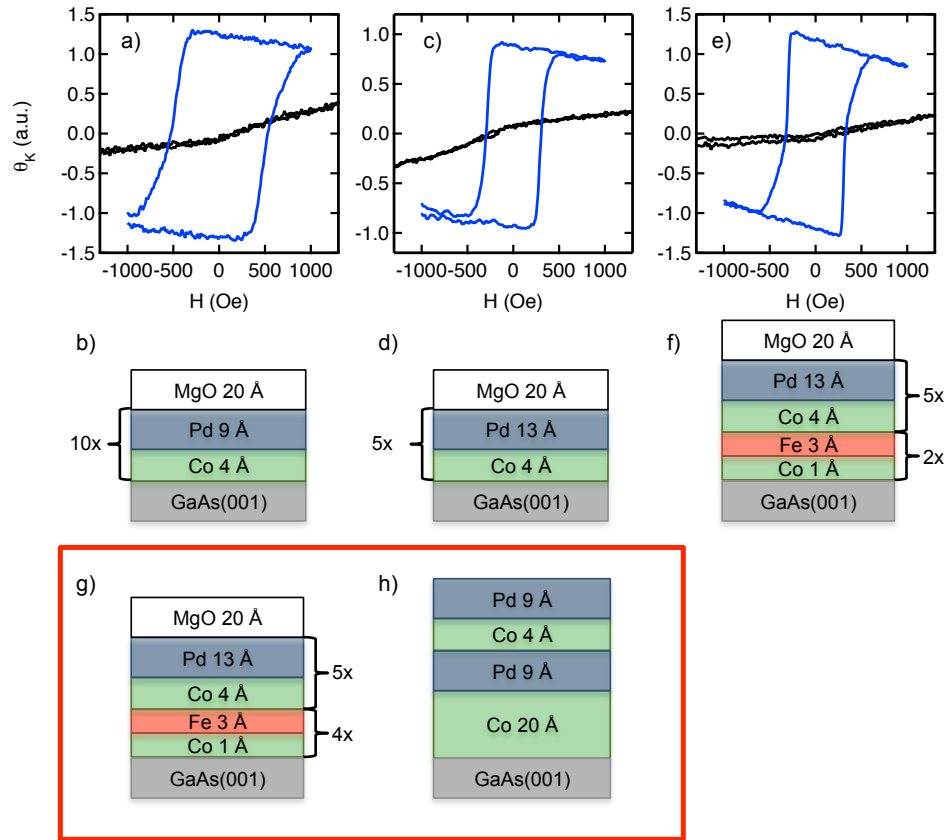 a)
c)
e)
1.5
1.0
0.5
0.0
-0.5
-1.0
-1.5
θK (a.u.)
1.0
0.5
0.0
-0.5
-1.0
1.5
1.0
0.5
0.0
-0.5
-1.0
-1.5
-1000-500 0 500 1000
-1000-500 0 500 1000
-1000-500 0 500 1000
H (Oe)
H (Oe)
H (Oe)
b)
MgO 20 Å
10x
Pd 9 Å
Co 4 Å
GaAs(001)
d)
MgO 20 Å
5x
Pd 13 Å
Co 4 Å
GaAs(001)
f)
MgO 20 Å
Pd 13 Å
5x
Co 4 Å
Fe 3 Å
2x
Co 1 Å
GaAs(001)
g)
MgO 20 Å
Pd 13 Å
5x
Co 4 Å
Fe 3 Å
4x
Co 1 Å
GaAs(001)
h)
Pd 9 Å
Co 4 Å
Pd 9 Å
Co 20 Å
GaAs(001)